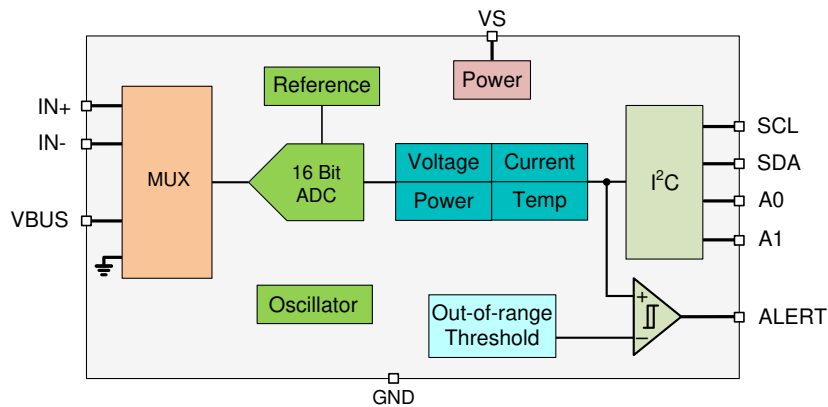 VS
Power
Reference
IN+
IN-
MUX
16 Bit
ADC
Voltage
Current
Power
Temp
I²C
SCL
SDA
A0
A1
VBUS
Oscillator
Out-of-range
Threshold
+
−
ALERT
GND